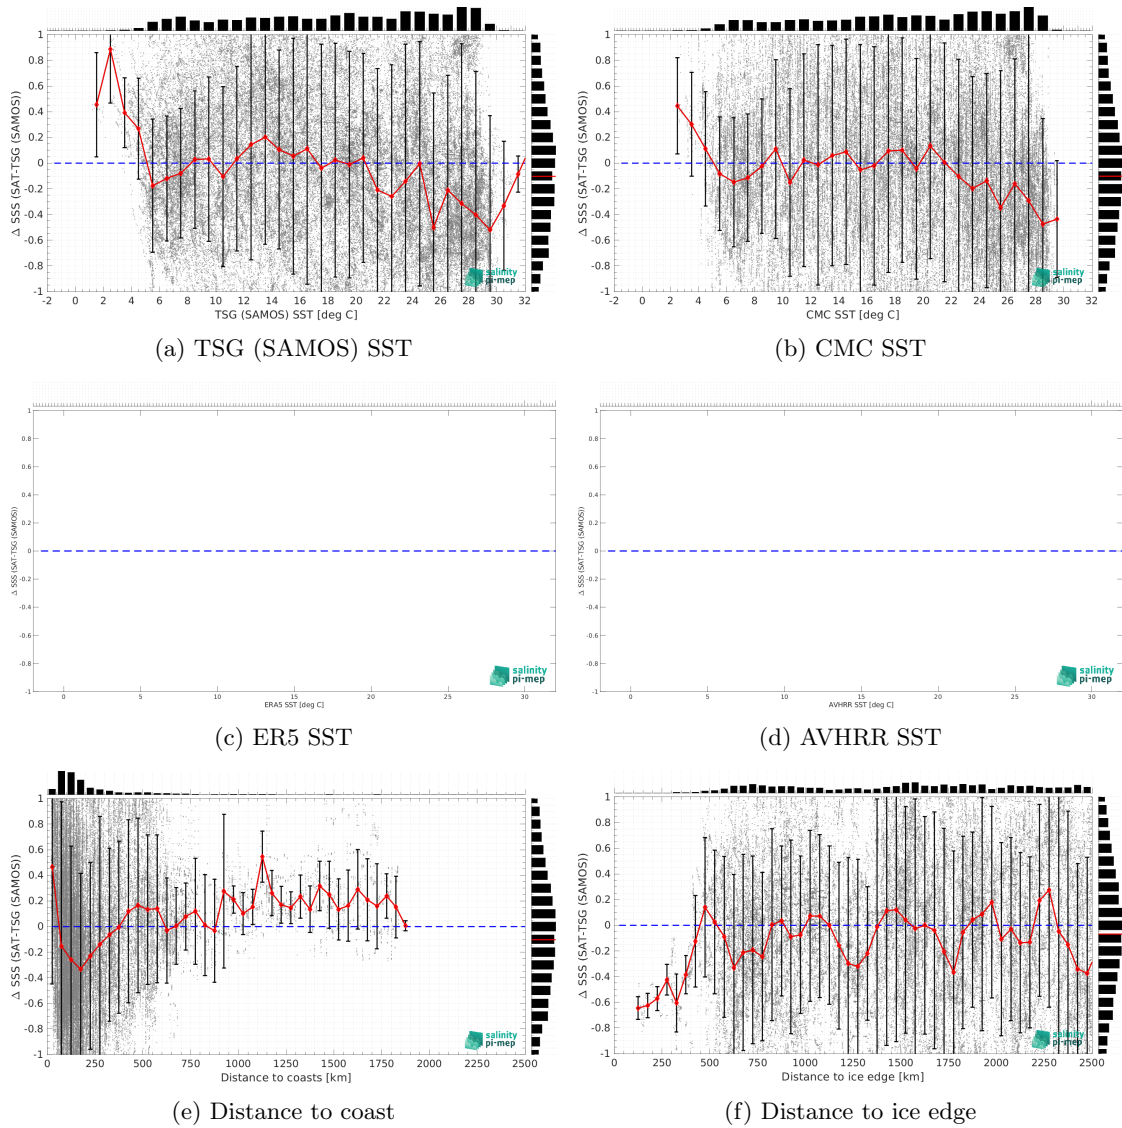 Δ SSS (SAT-TSG (SAMOS))
1
0.8
0.6
0.4
0.2
0
-0.2
-0.4
-0.6
-0.8
-1
-2 0 2 4 6 8 10 12 14 16 18 20 22 24 26 28 30 32
TSG (SAMOS) SST [deg C]
salinity
pi-mep
(a) TSG (SAMOS) SST
Δ SSS (SAT-TSG (SAMOS))
1
0.8
0.6
0.4
0.2
0
-0.2
-0.4
-0.6
-0.8
-1
-2 0 2 4 6 8 10 12 14 16 18 20 22 24 26 28 30 32
CMC SST [deg C]
salinity
pi-mep
(b) CMC SST
Δ SSS (SAT-TSG (SAMOS))
1
0.8
0.6
0.4
0.2
0
-0.2
-0.4
-0.6
-0.8
-1
0 5 10 15 20 25 30
ERA5 SST [deg C]
salinity
pi-mep
(c) ER5 SST
Δ SSS (SAT-TSG (SAMOS))
1
0.8
0.6
0.4
0.2
0
-0.2
-0.4
-0.6
-0.8
-1
0 5 10 15 20 25 30
AVHRR SST [deg C]
salinity
pi-mep
(d) AVHRR SST
Δ SSS (SAT-TSG (SAMOS))
1
0.8
0.6
0.4
0.2
0
-0.2
-0.4
-0.6
-0.8
-1
0 250 500 750 1000 1250 1500 1750 2000 2250 2500
Distance to coasts [km]
salinity
pi-mep
(e) Distance to coast
Δ SSS (SAT-TSG (SAMOS))
1
0.8
0.6
0.4
0.2
0
-0.2
-0.4
-0.6
-0.8
-1
0 250 500 750 1000 1250 1500 1750 2000 2250 2500
Distance to ice edge [km]
salinity
pi-mep
(f) Distance to ice edge